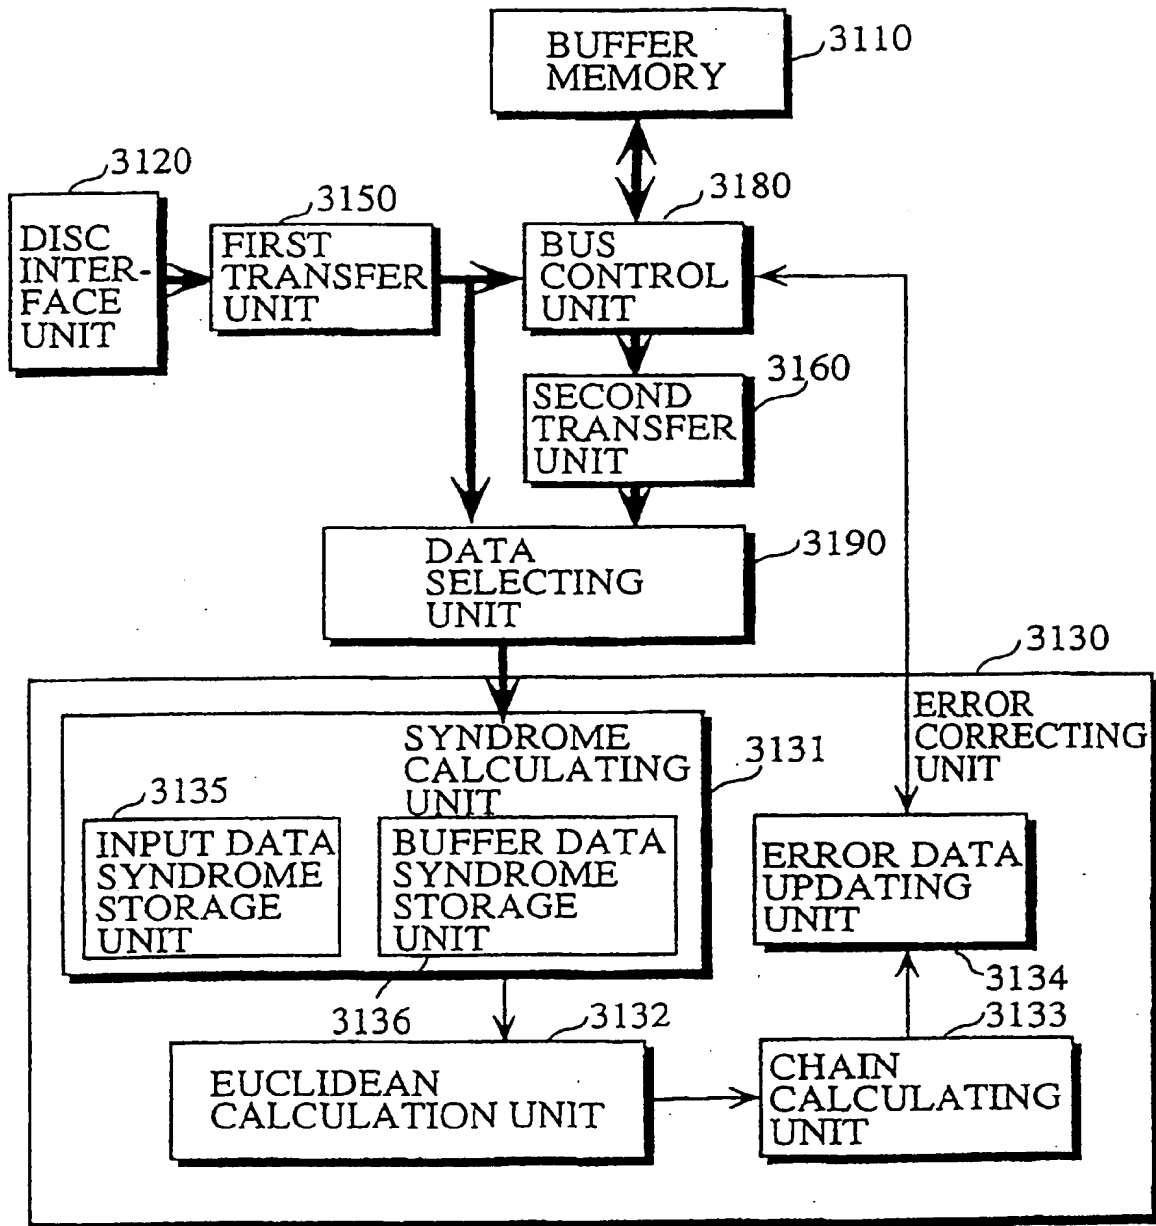 BUFFER
MEMORY
3110
3120
DISC
INTER-
FACE
UNIT
3150
FIRST
TRANSFER
UNIT
3180
BUS
CONTROL
UNIT
3160
SECOND
TRANSFER
UNIT
DATA
SELECTING
UNIT
3190
3130
ERROR
CORRECTING
UNIT
SYNDROME
CALCULATING
UNIT
3131
3135
INPUT DATA
SYNDROME
STORAGE
UNIT
BUFFER DATA
SYNDROME
STORAGE
UNIT
3136
ERROR DATA
UPDATING
UNIT
3134
3132
EUCLIDEAN
CALCULATION UNIT
3133
CHAIN
CALCULATING
UNIT